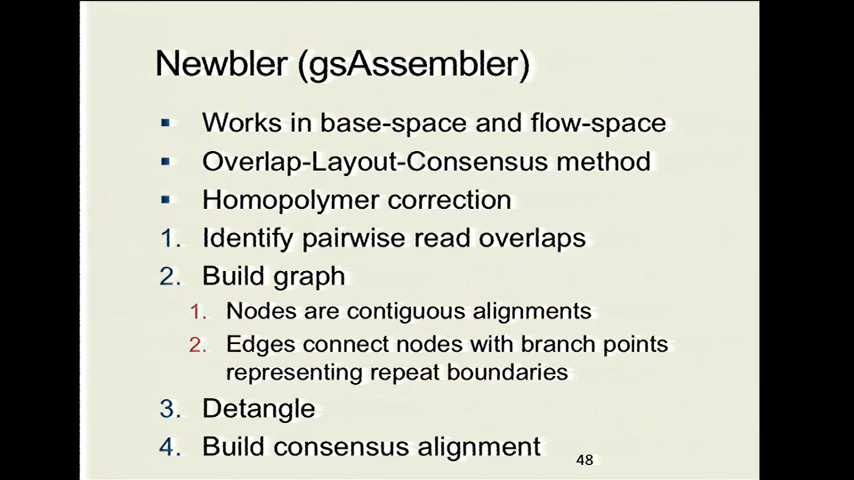 Newbler (gsAssembler)
▪ Works in base-space and flow-space
▪ Overlap-Layout-Consensus method
▪ Homopolymer correction
1. Identify pairwise read overlaps
2. Build graph
1. Nodes are contiguous alignments
2. Edges connect nodes with branch points
representing repeat boundaries
3. Detangle
4. Build consensus alignment
48